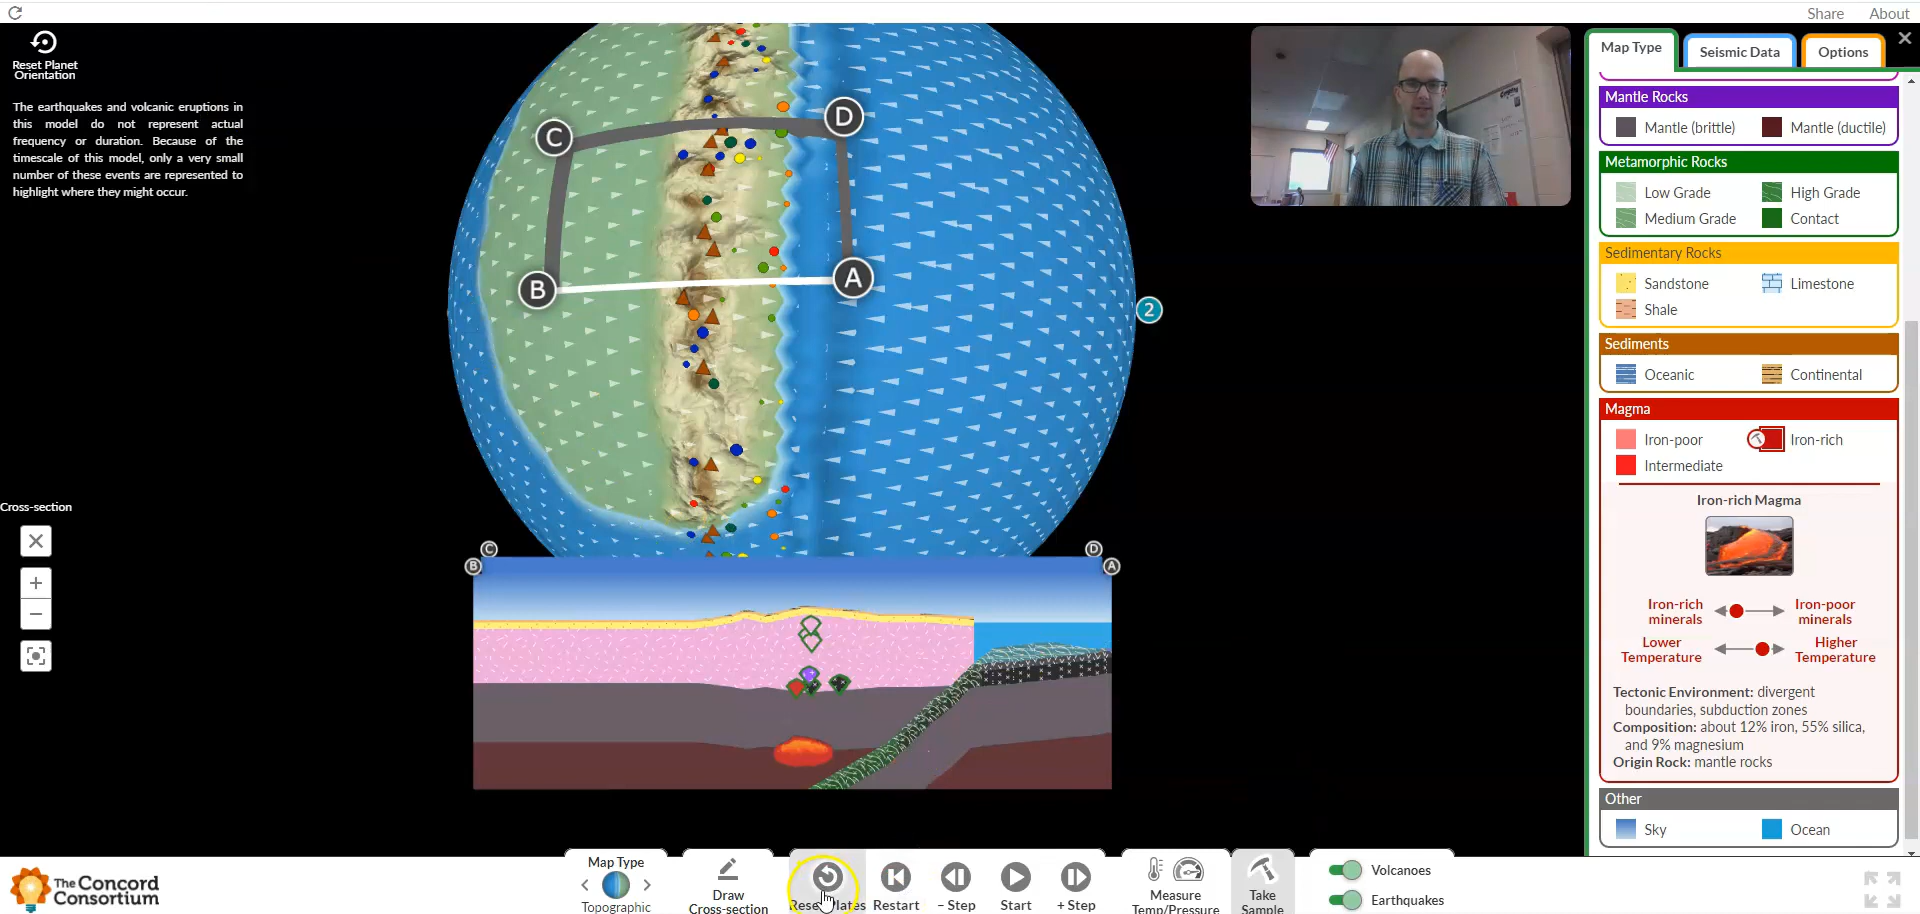 Share About
Reset Planet
Orientation
The earthquakes and volcanic eruptions in
this model do not represent actual
frequency or duration. Because of the
timescale of this model, only a very small
number of these events are represented to
highlight where they might occur.
C
D
B
A
2
Cross-section
C
D
B
A
Map Type
Seismic Data
Options
Mantle Rocks
Mantle (brittle)
Mantle (ductile)
Metamorphic Rocks
Low Grade
High Grade
Medium Grade
Contact
Sedimentary Rocks
Sandstone
Limestone
Shale
Sediments
Oceanic
Continental
Magma
Iron-poor
Iron-rich
Intermediate
Iron-rich Magma
Iron-rich
minerals
Iron-poor
minerals
Lower
Temperature
Higher
Temperature
Tectonic Environment: divergent
boundaries, subduction zones
Composition: about 12% iron, 55% silica,
and 9% magnesium
Origin Rock: mantle rocks
Other
Sky
Ocean
The Concord
Consortium
Map Type
Topographic
Draw
Cross-section
Reset Plates
Restart
- Step
Start
+ Step
Measure
Temp/Pressure
Take
Sample
Volcanoes
Earthquakes